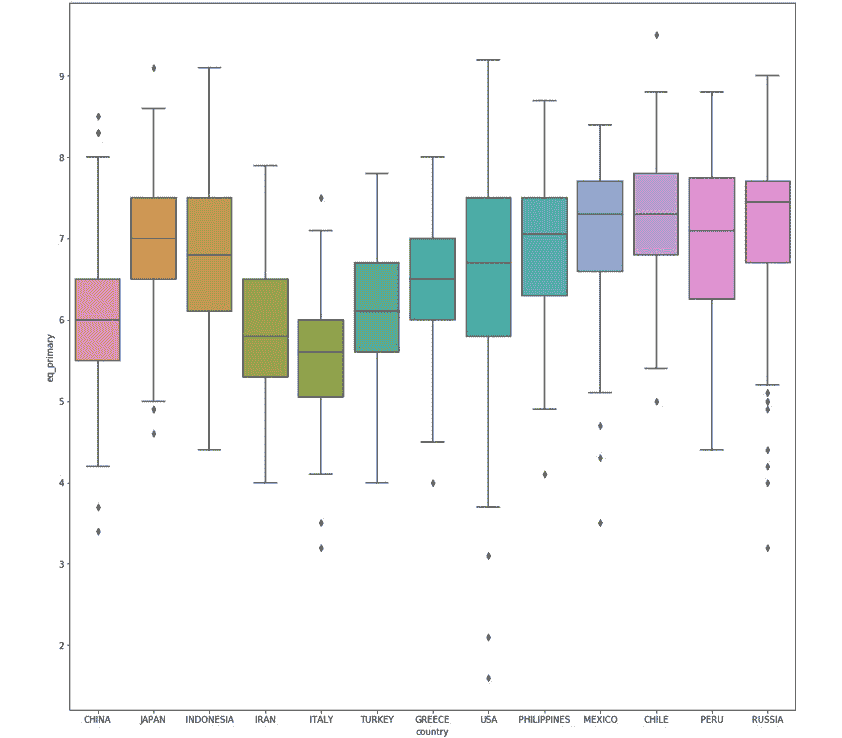 9
8
7
6
5
4
3
2
eq_primary
CHINA JAPAN INDONESIA IRAN ITALY TURKEY GREECE USA PHILIPPINES MEXICO CHILE PERU RUSSIA
country